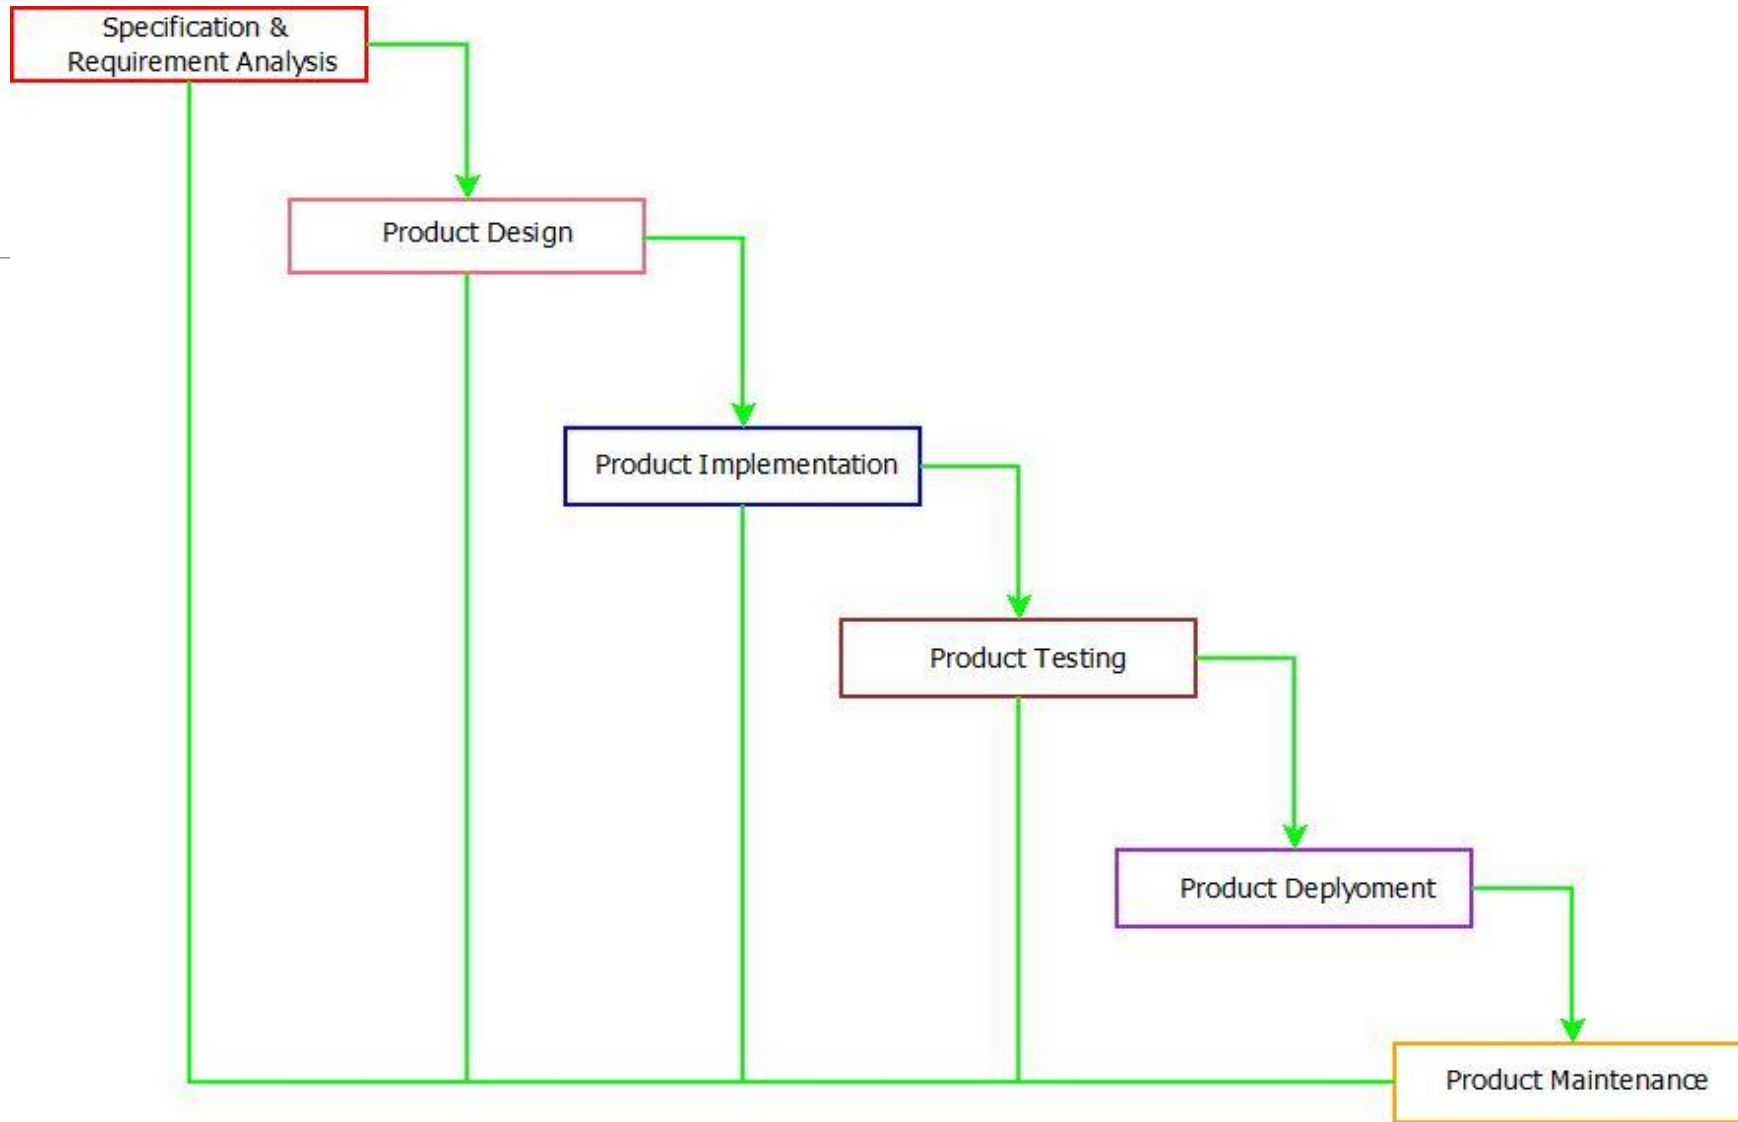 Specification &
Requirement Analysis
Product Design
Product Implementation
Product Testing
Product Deplyoment
Product Maintenance